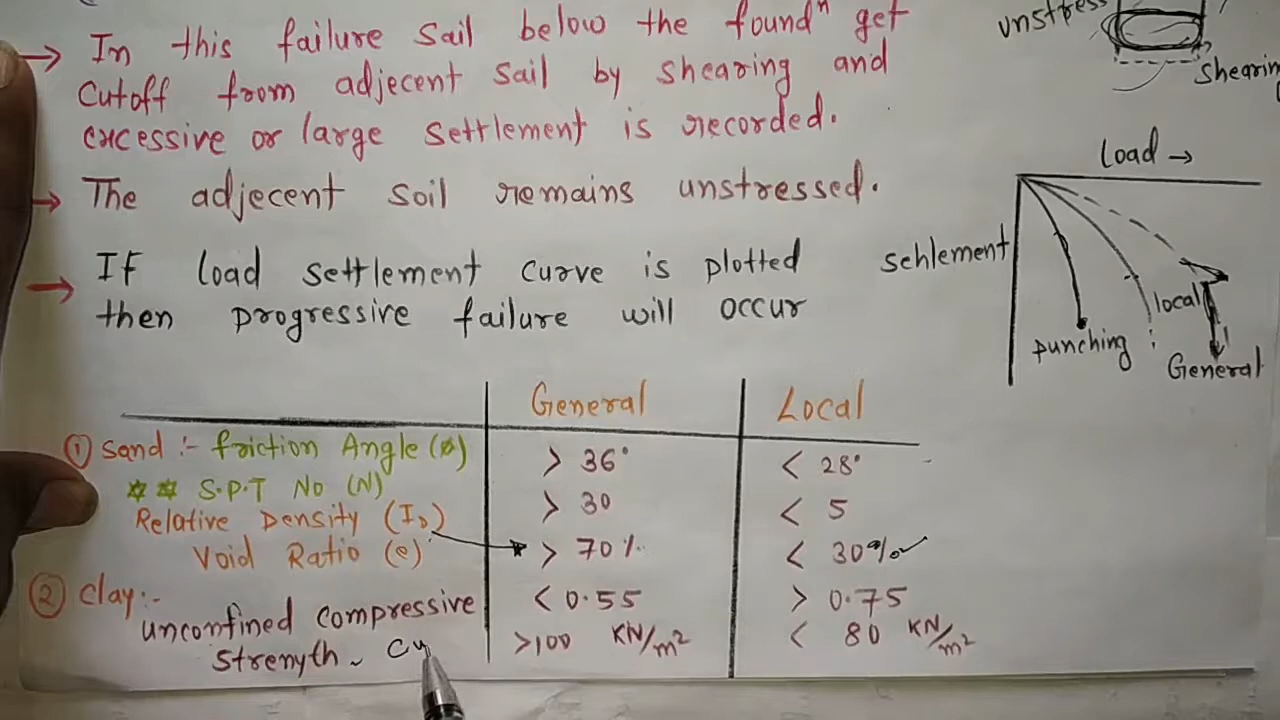 → In this failure sail below the foundⁿ get
cutoff from adjecent sail by shearing and
excessive or large settlement is recorded.
→ The adjecent soil remains unstressed.
→ If load settlement curve is plotted
then progressive failure will occur
unstress
shearin
load →
schlement
punching
local
General
General Local
① sand :- friction Angle (ø) > 36° < 28°
** S.P.T No (N) > 30 < 5
Relative Density (I_D) > 70% < 30%
Void Ratio (e) < 0.55 > 0.75
② clay:-
unconfined compressive >100 KN/m² < 80 KN/m²
strenyth ~ Cu